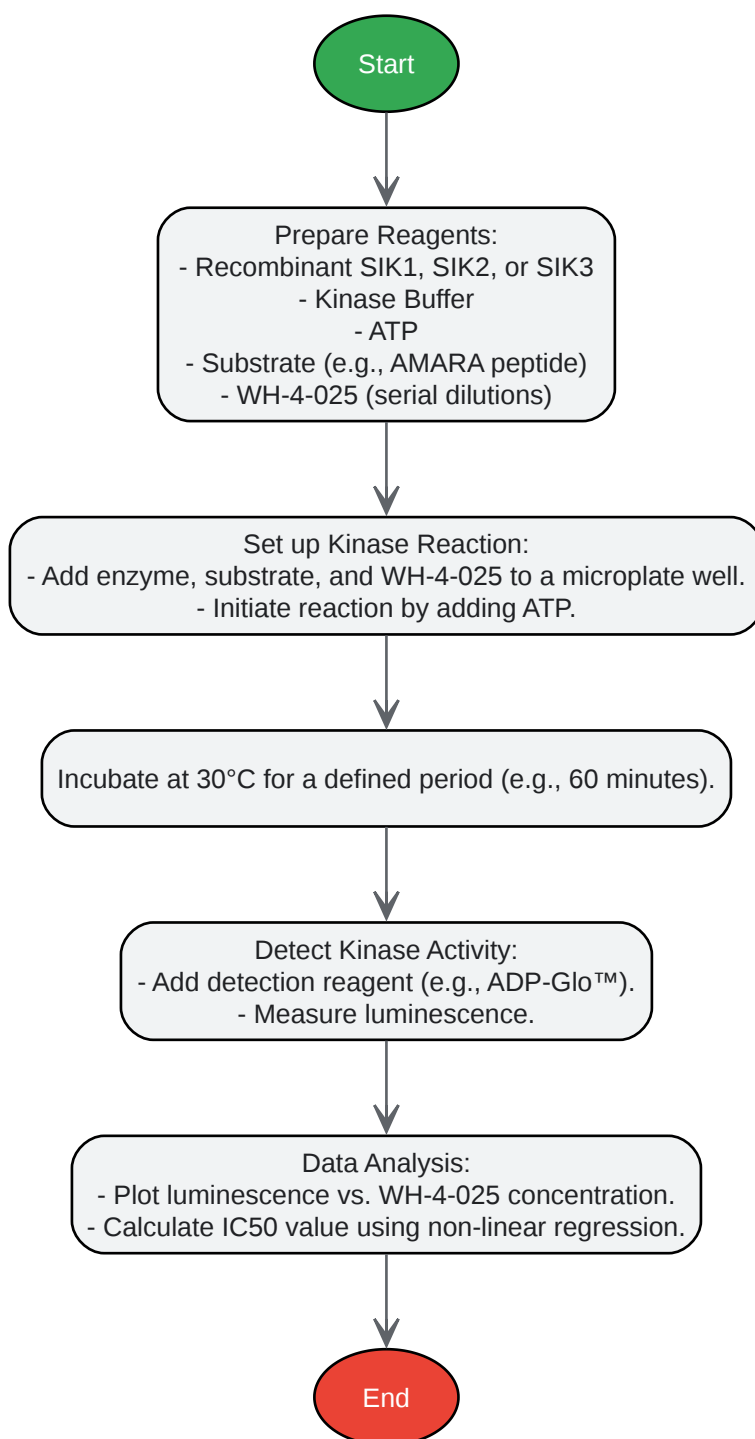 Start
Prepare Reagents:
- Recombinant SIK1, SIK2, or SIK3
- Kinase Buffer
- ATP
- Substrate (e.g., AMARA peptide)
- WH-4-025 (serial dilutions)
Set up Kinase Reaction:
- Add enzyme, substrate, and WH-4-025 to a microplate well.
- Initiate reaction by adding ATP.
Incubate at 30°C for a defined period (e.g., 60 minutes).
Detect Kinase Activity:
- Add detection reagent (e.g., ADP-Glo™).
- Measure luminescence.
Data Analysis:
- Plot luminescence vs. WH-4-025 concentration.
- Calculate IC50 value using non-linear regression.
End